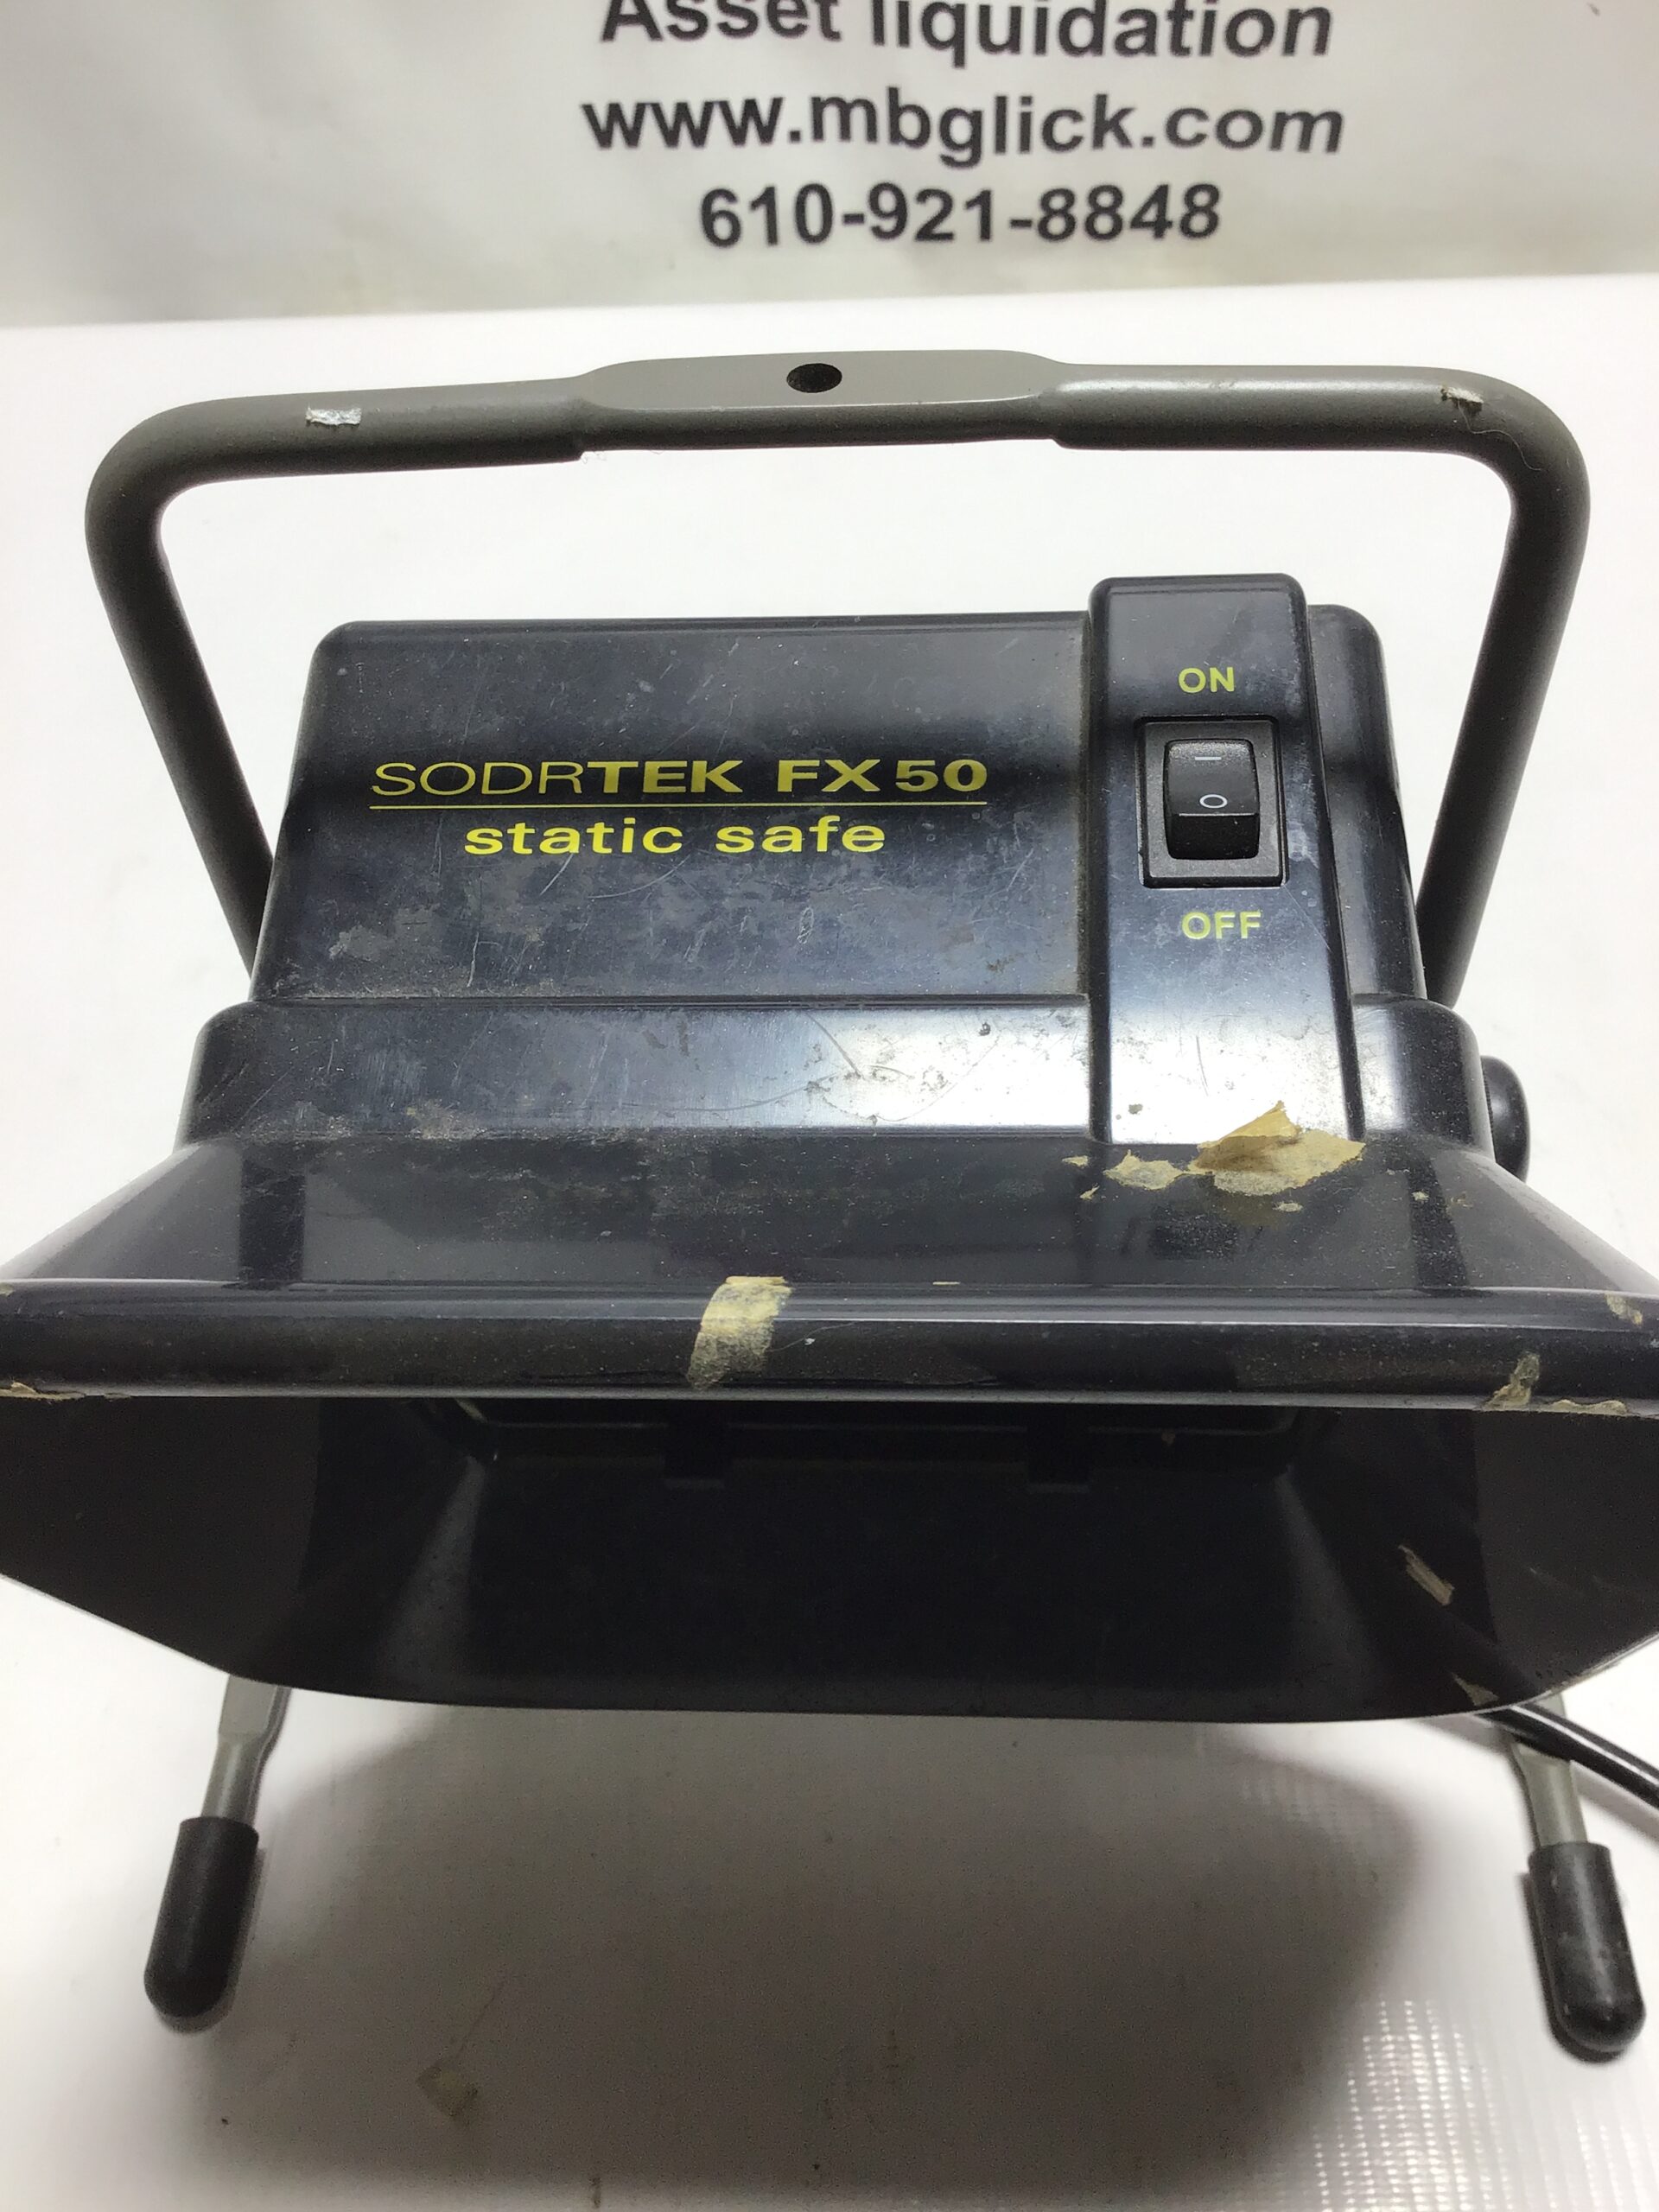 Asset liquidation
www.mbglick.com
610-921-8848
ON
SODRTEK FX50
static safe
OFF